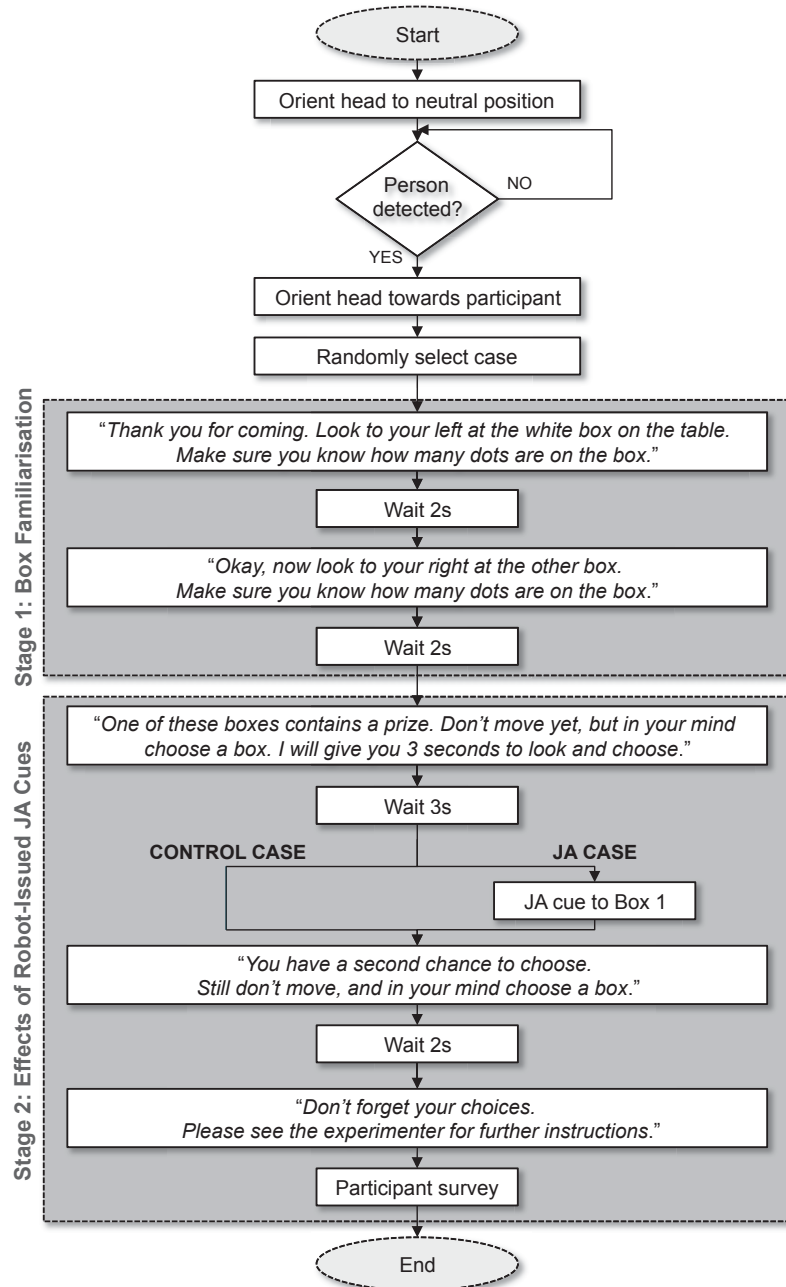 Start
Orient head to neutral position
Person
detected?
NO
YES
Orient head towards participant
Randomly select case
Stage 1: Box Familiarisation
“Thank you for coming. Look to your left at the white box on the table.
Make sure you know how many dots are on the box.”
Wait 2s
“Okay, now look to your right at the other box.
Make sure you know how many dots are on the box.”
Wait 2s
Stage 2: Effects of Robot-Issued JA Cues
“One of these boxes contains a prize. Don’t move yet, but in your mind
choose a box. I will give you 3 seconds to look and choose.”
Wait 3s
CONTROL CASE
JA CASE
JA cue to Box 1
“You have a second chance to choose.
Still don’t move, and in your mind choose a box.”
Wait 2s
“Don’t forget your choices.
Please see the experimenter for further instructions.”
Participant survey
End